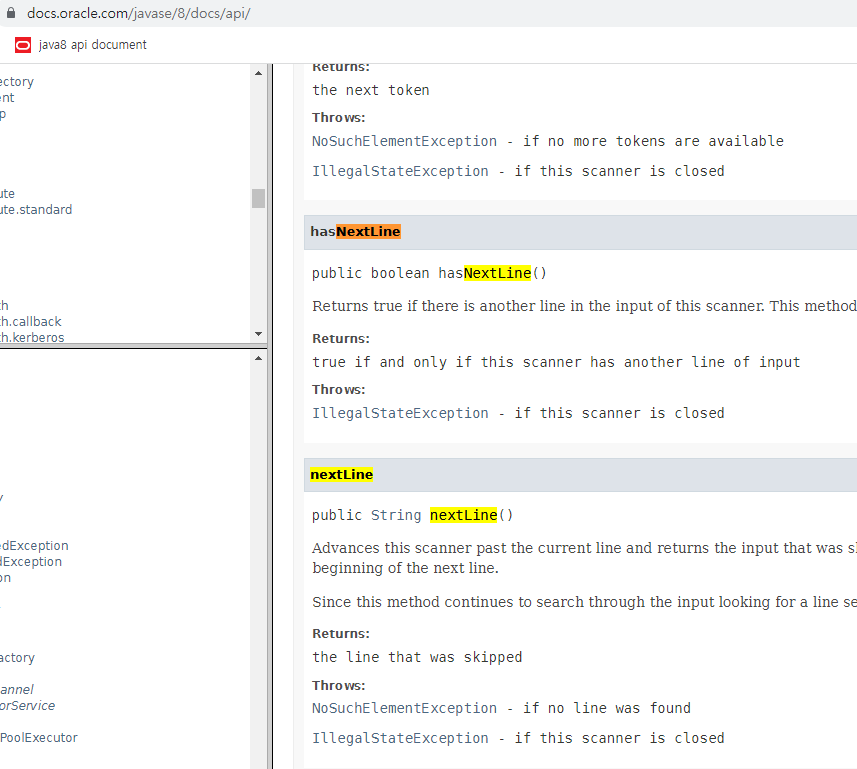 docs.oracle.com/javase/8/docs/api/
java8 api document
ectory
ent
p
ute
ute.standard
th
th.callback
th.kerberos
y
edException
dException
on
actory
annel
orService
PoolExecutor
Returns:
the next token
Throws:
NoSuchElementException - if no more tokens are available
IllegalStateException - if this scanner is closed
hasNextLine
public boolean hasNextLine()
Returns true if there is another line in the input of this scanner. This method
Returns:
true if and only if this scanner has another line of input
Throws:
IllegalStateException - if this scanner is closed
nextLine
public String nextLine()
Advances this scanner past the current line and returns the input that was sk
beginning of the next line.
Since this method continues to search through the input looking for a line se
Returns:
the line that was skipped
Throws:
NoSuchElementException - if no line was found
IllegalStateException - if this scanner is closed